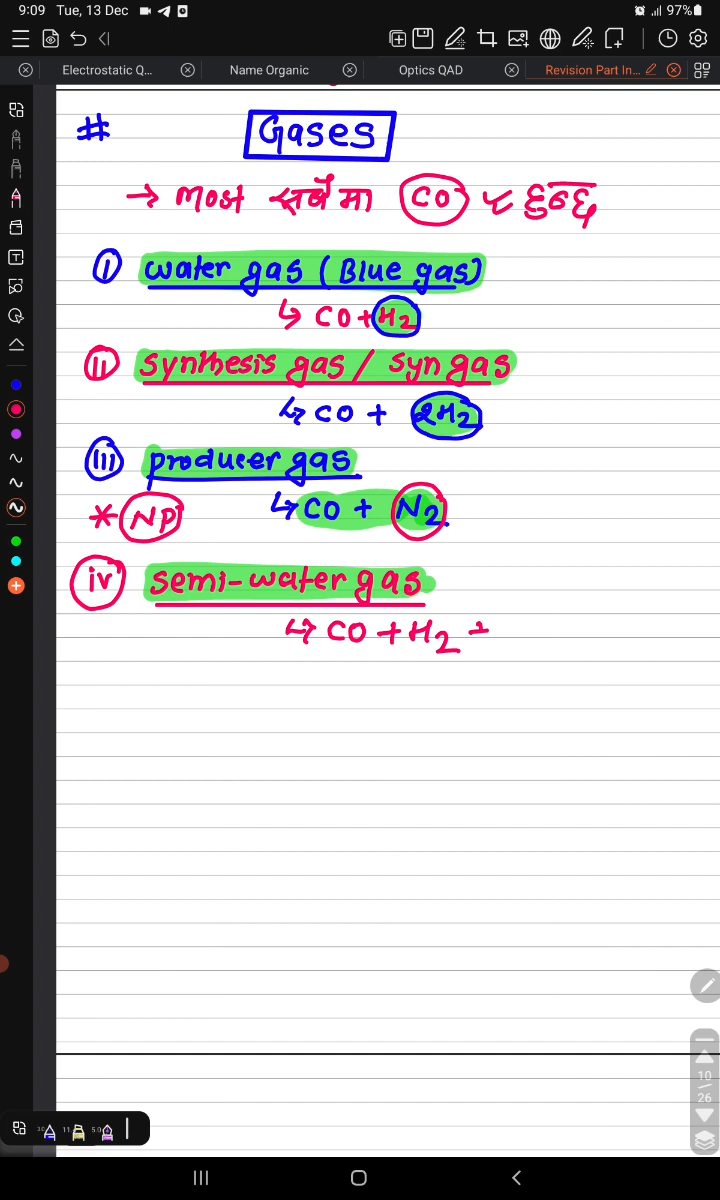 9:09 Tue, 13 Dec 97%
Electrostatic Q... Name Organic Optics QAD Revision Part In...
# Gases
→ Most सबैमा CO त हुन्छ
i) water gas (Blue gas)
↳ CO + H2
ii) synthesis gas / syn gas
↳ CO + 2H2
iii) producer gas
* NP ↳ CO + N2
iv) semi-water gas
↳ CO + H2 +
10
26